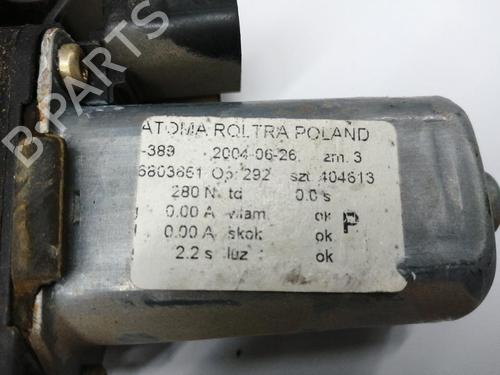 B-PARTS
ATOMA ROLTRA POLAND
-389 2004-06-26 zm. 3
6803661 Op: 292 szt 404613
280 N td 0.0 s
0.00 A wlam. ok
0.00 A skok ok
2.2 s luz ok
P